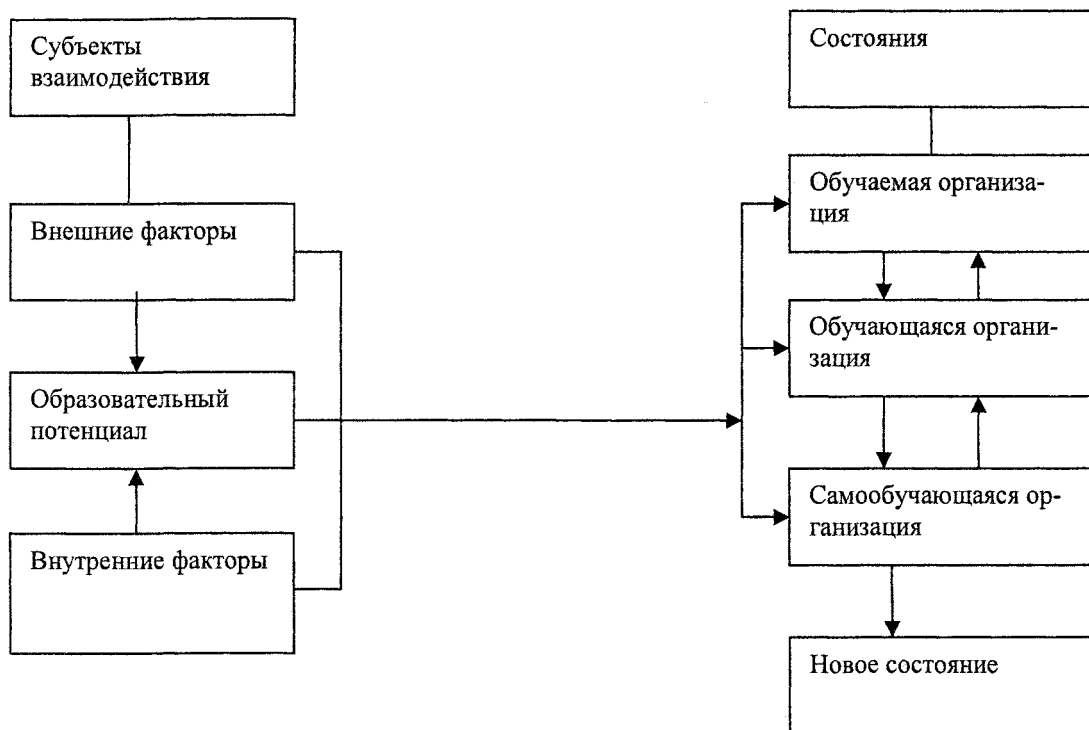 Субъекты
взаимодействия
Внешние факторы
Образовательный
потенциал
Внутренние факторы
Состояния
Обучаемая организа-
ция
Обучающаяся органи-
зация
Самообучающаяся ор-
ганизация
Новое состояние